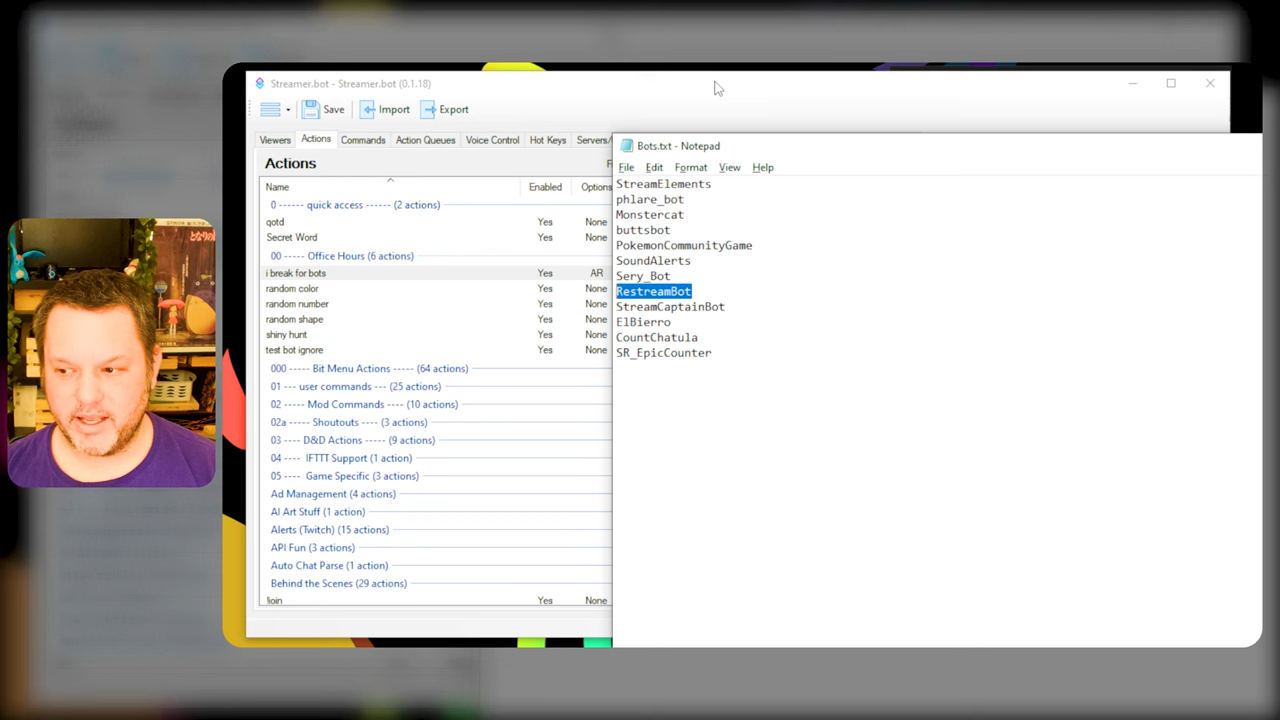 Streamer.bot - Streamer.bot (0.1.18)
Save Import Export
Viewers Actions Commands Action Queues Voice Control Hot Keys Servers/
Actions
Name Enabled Options
0 ------ quick access ------ (2 actions)
qotd Yes None
Secret Word Yes None
00 ----- Office Hours (6 actions)
i break for bots Yes AR
random color Yes None
random number Yes None
random shape Yes None
shiny hunt Yes None
test bot ignore Yes None
000 ---- Bit Menu Actions ---- (64 actions)
01 --- user commands --- (25 actions)
02 ---- Mod Commands ---- (10 actions)
02a ---- Shoutouts ---- (3 actions)
03 ---- D&D Actions ----- (9 actions)
04 ---- IFTTT Support (1 action)
05 ---- Game Specific (3 actions)
Ad Management (4 actions)
AI Art Stuff (1 action)
Alerts (Twitch) (15 actions)
API Fun (3 actions)
Auto Chat Parse (1 action)
Behind the Scenes (29 actions)
!join Yes None
Bots.txt - Notepad
File Edit Format View Help
StreamElements
phlare_bot
Monstercat
buttsbot
PokemonCommunityGame
SoundAlerts
Sery_Bot
RestreamBot
StreamCaptainBot
ElBierro
CountChatula
SR_EpicCounter